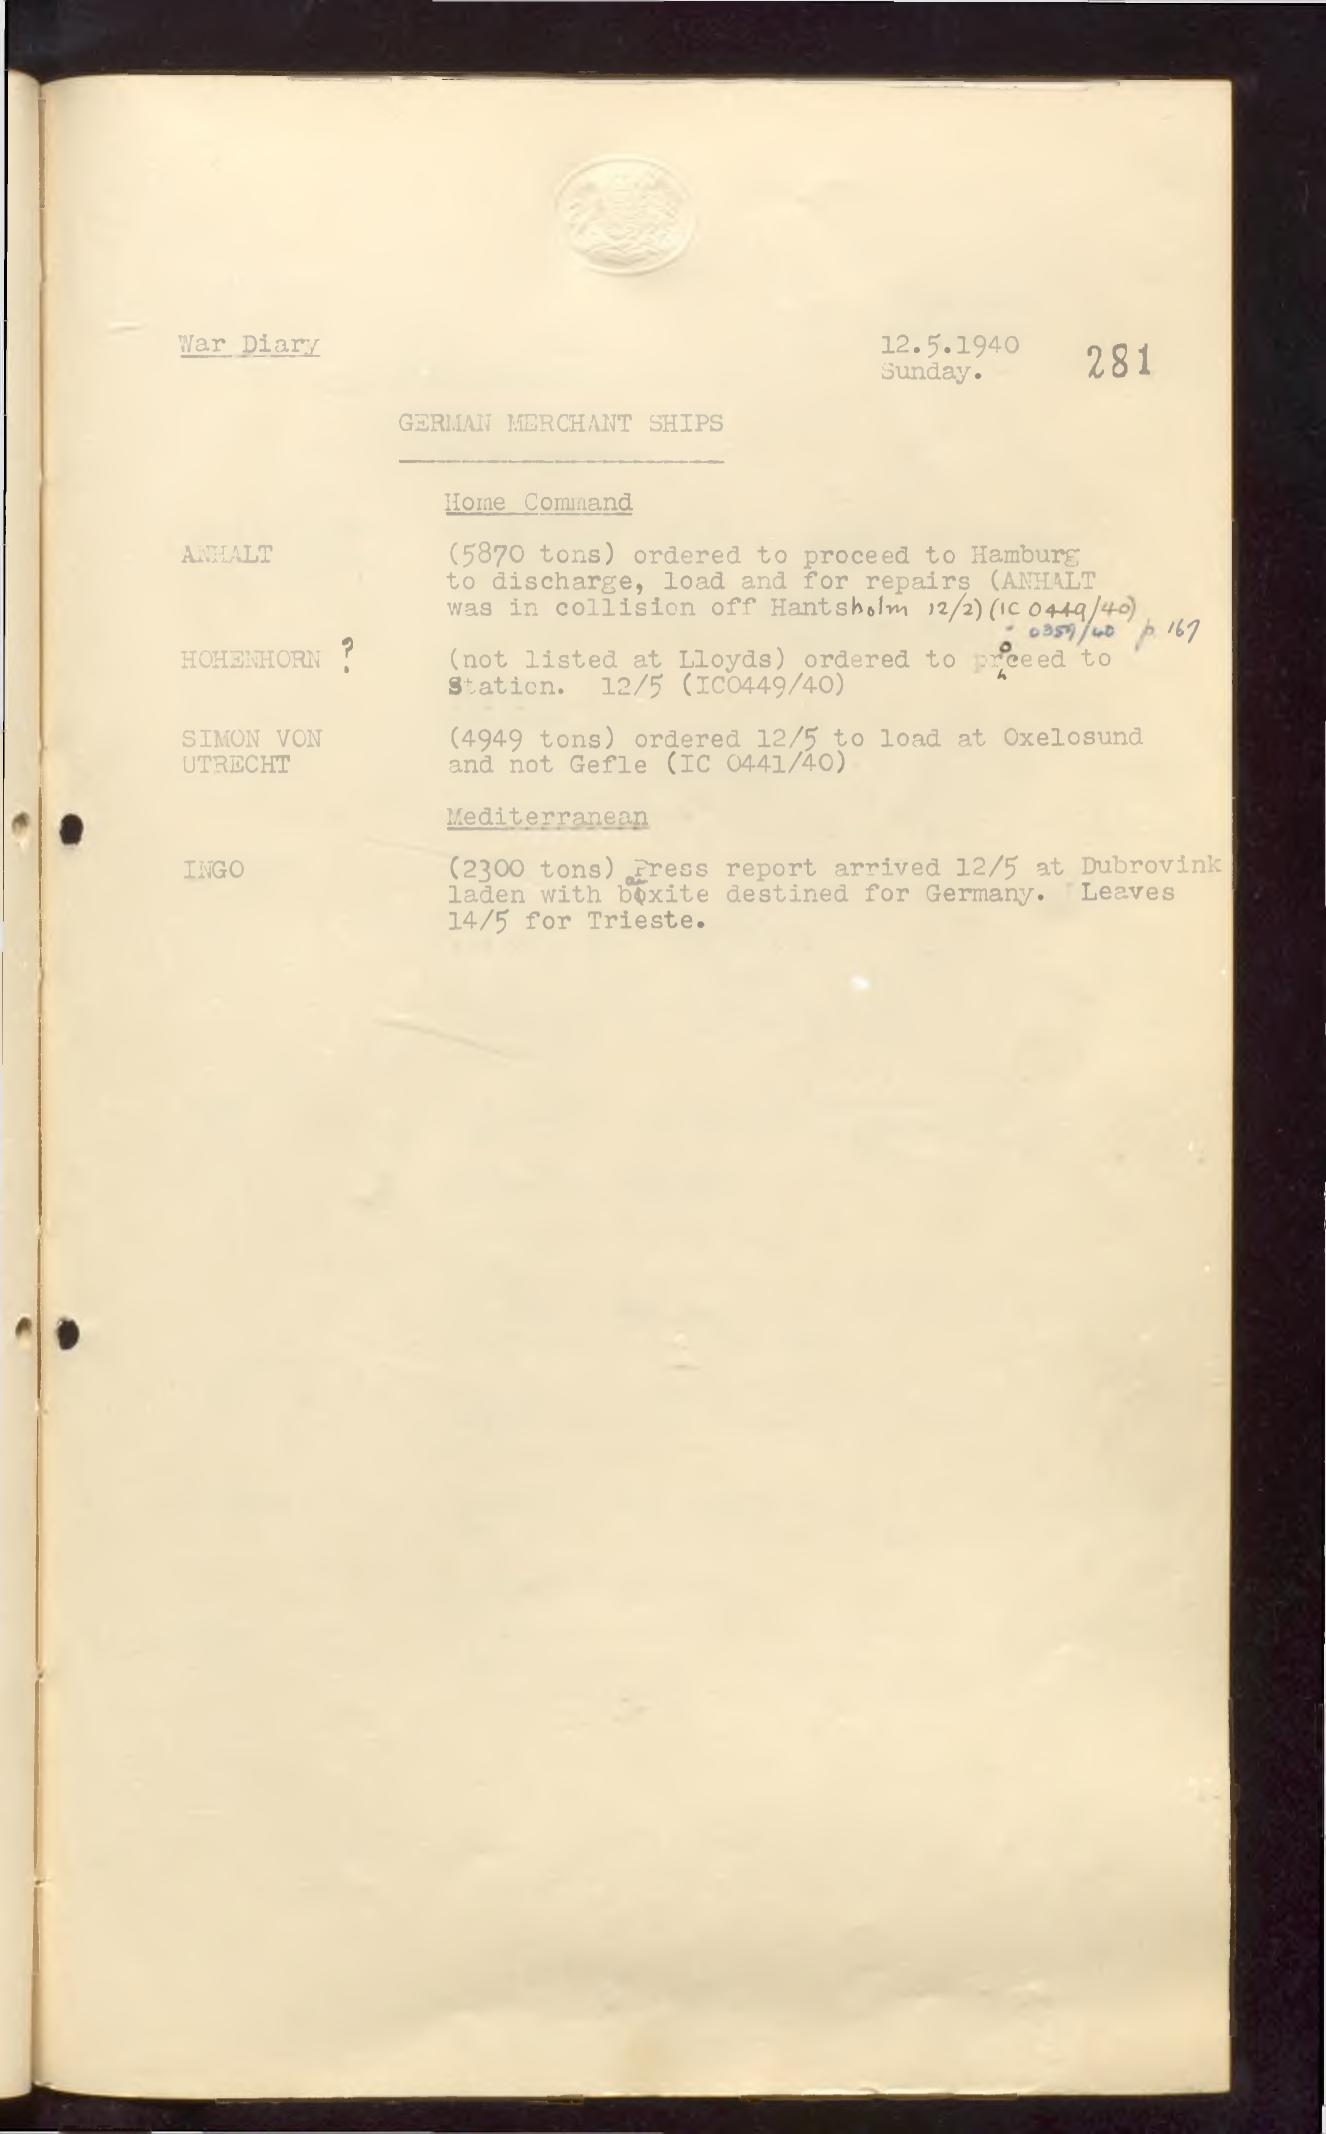 War Diary
12.5.1940
Sunday.
281
GERMAN MERCHANT SHIPS
Home Command
ANHALT (5870 tons) ordered to proceed to Hamburg
to discharge, load and for repairs (ANHALT
was in collision off Hantsholm 12/2) (IC 0449/40)
" 0359/40 p 167
HOHENHORN ? (not listed at Lloyds) ordered to proceed to
Station. 12/5 (IC0449/40)
SIMON VON (4949 tons) ordered 12/5 to load at Oxelosund
UTRECHT and not Gefle (IC 0441/40)
Mediterranean
INGO (2300 tons) Press report arrived 12/5 at Dubrovink
laden with bauxite destined for Germany. Leaves
14/5 for Trieste.